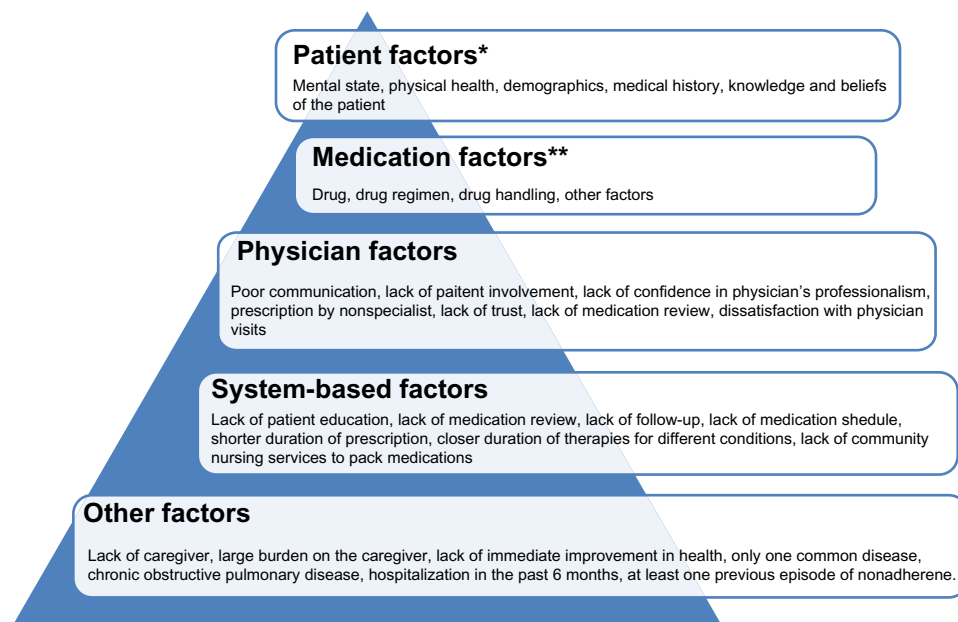 Patient factors*
Mental state, physical health, demographics, medical history, knowledge and beliefs
of the patient
Medication factors**
Drug, drug regimen, drug handling, other factors
Physician factors
Poor communication, lack of paitent involvement, lack of confidence in physician’s professionalism,
prescription by nonspecialist, lack of trust, lack of medication review, dissatisfaction with physician
visits
System-based factors
Lack of patient education, lack of medication review, lack of follow-up, lack of medication shedule,
shorter duration of prescription, closer duration of therapies for different conditions, lack of community
nursing services to pack medications
Other factors
Lack of caregiver, large burden on the caregiver, lack of immediate improvement in health, only one common disease,
chronic obstructive pulmonary disease, hospitalization in the past 6 months, at least one previous episode of nonadherene.